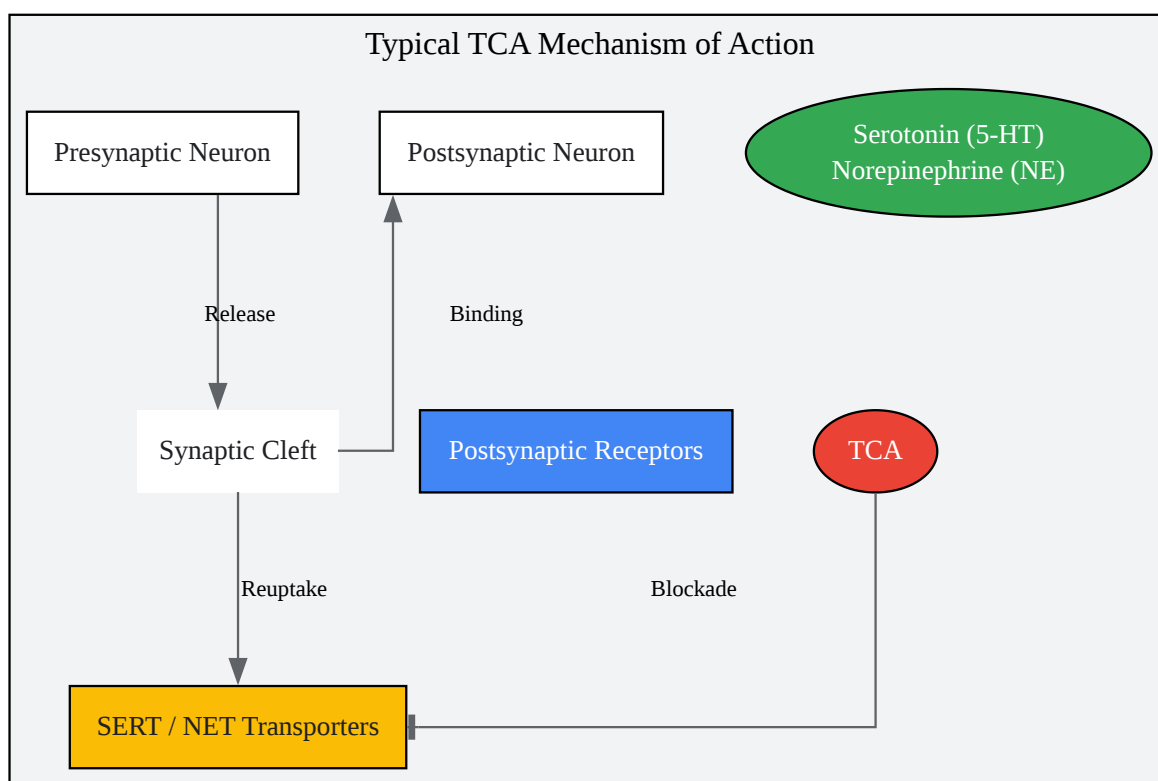 Typical TCA Mechanism of Action
Presynaptic Neuron
Postsynaptic Neuron
Serotonin (5-HT)
Norepinephrine (NE)
Release
Binding
Synaptic Cleft
Postsynaptic Receptors
TCA
Reuptake
Blockade
SERT / NET Transporters